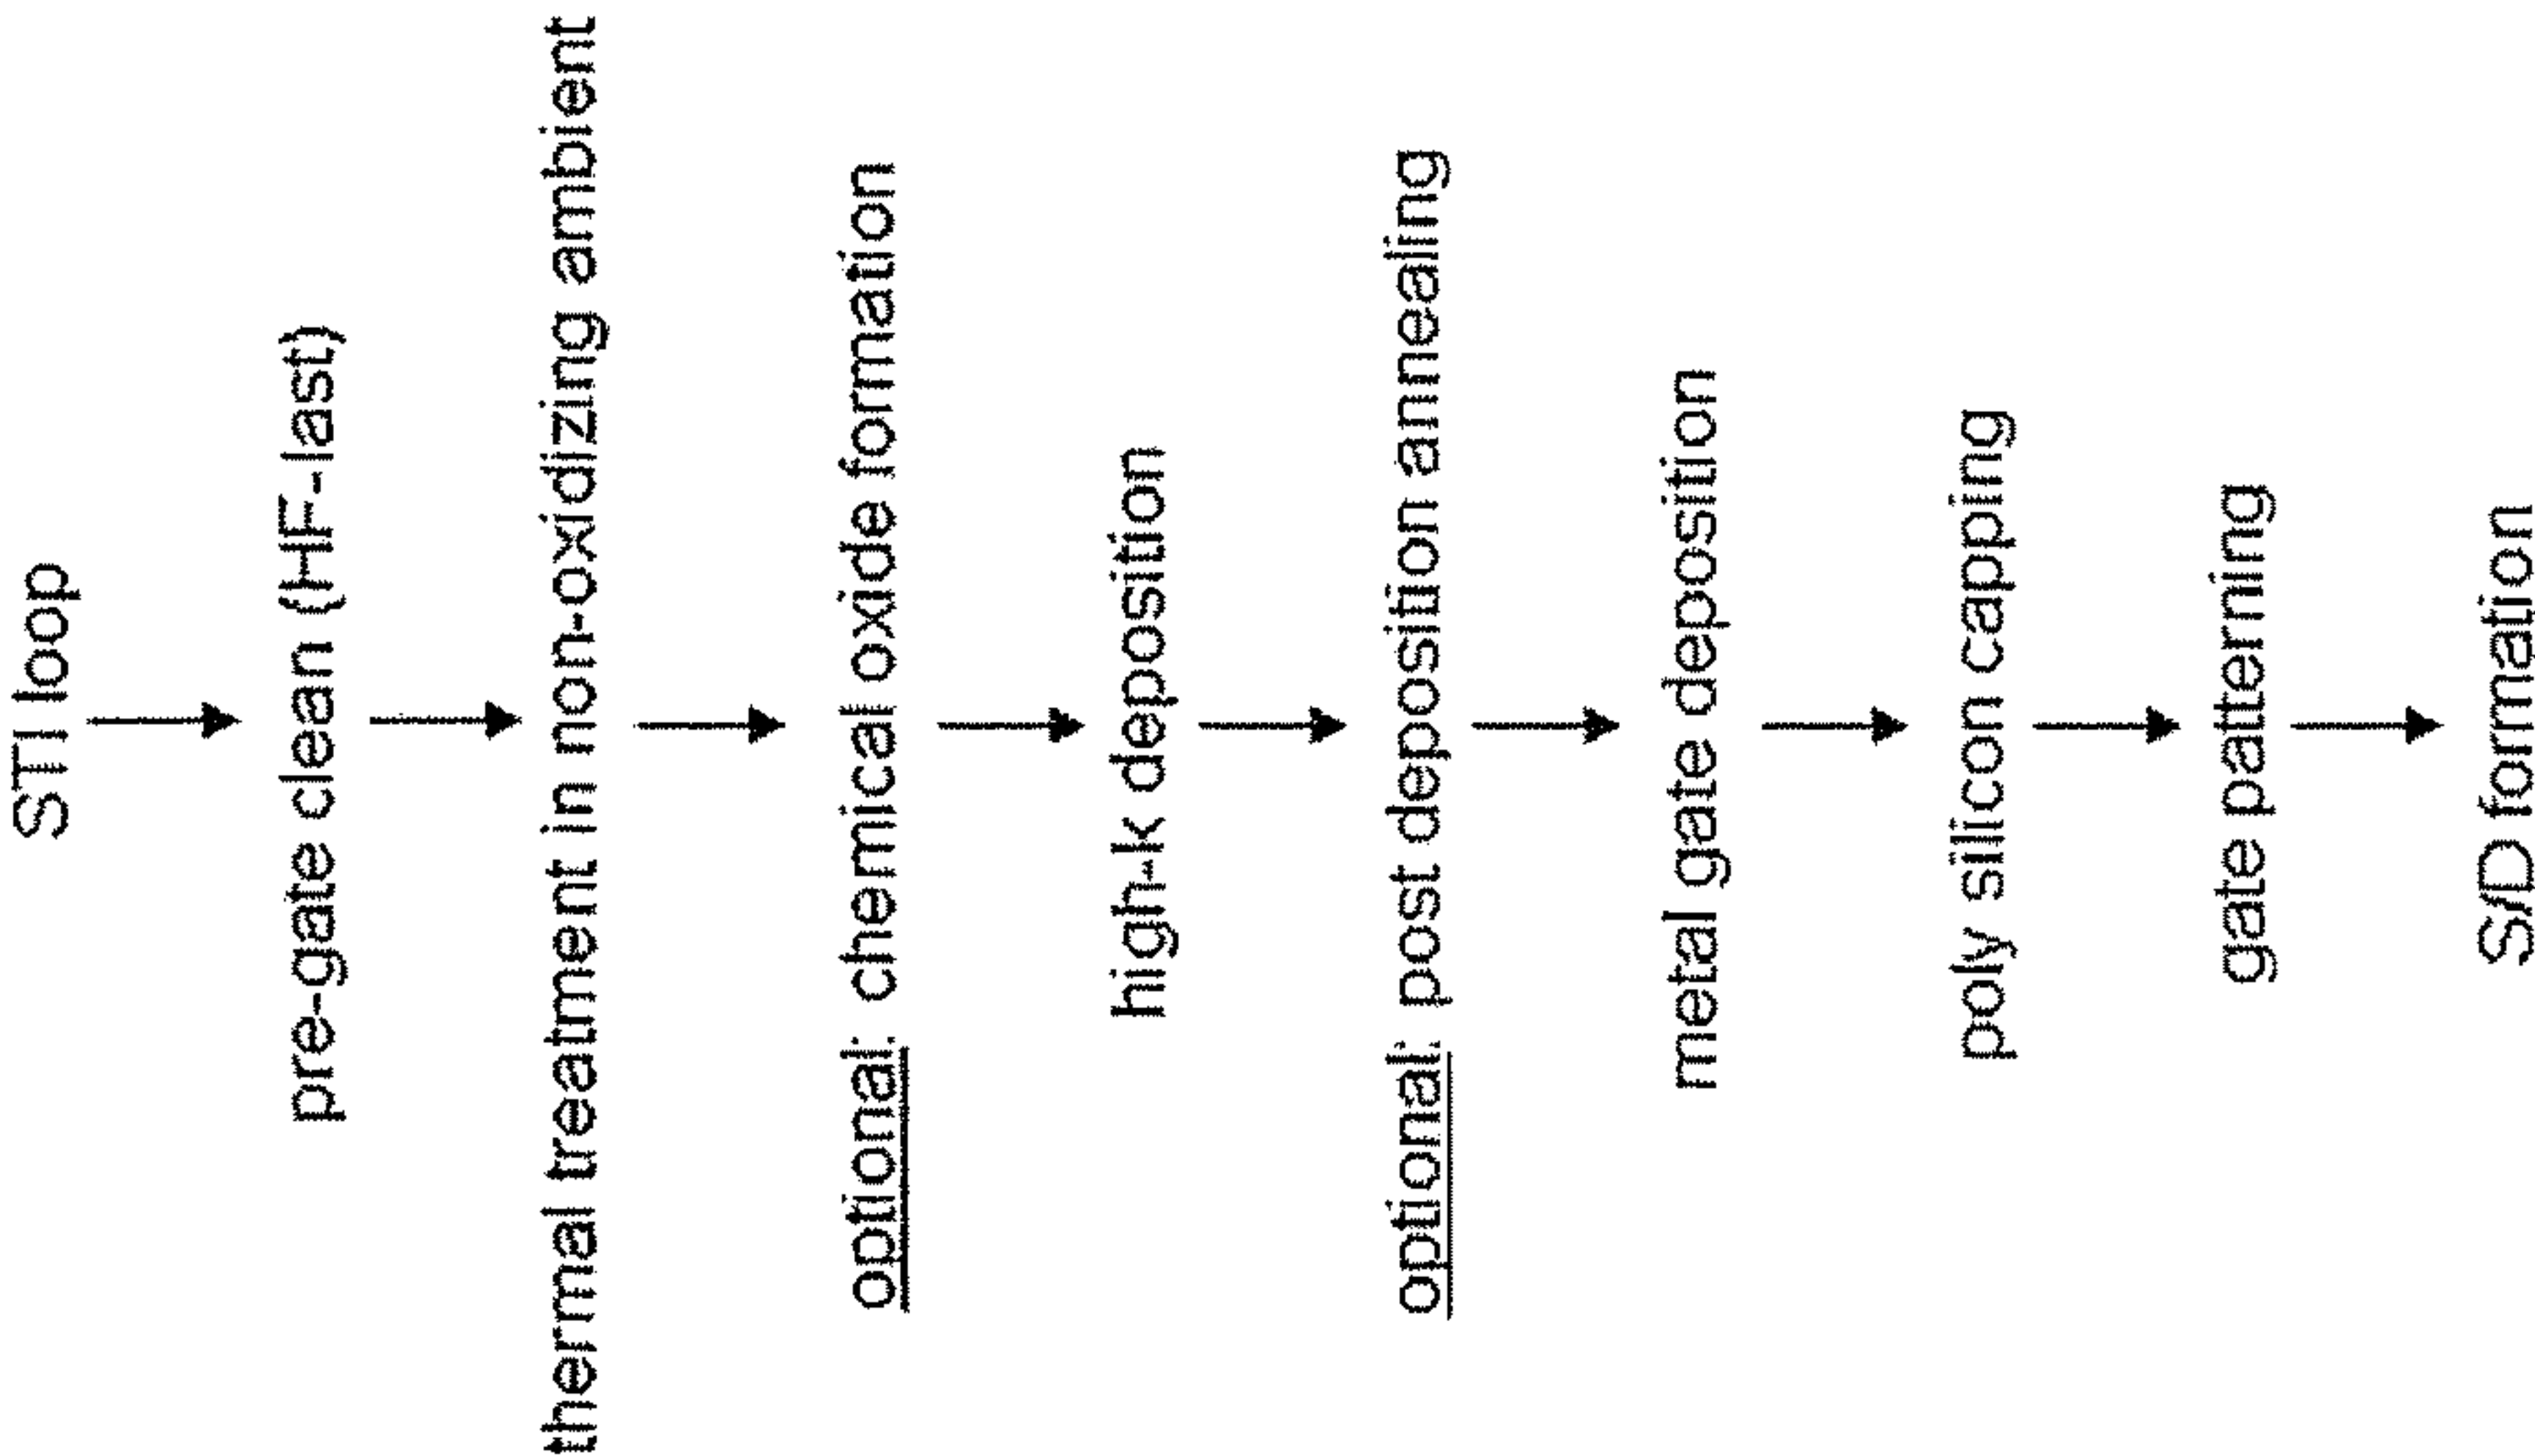 STI loop
pre-gate clean (HF-last)
thermal treatment in non-oxidizing ambient
optional: chemical oxide formation
high-k deposition
optional: post deposition annealing
metal gate deposition
poly silicon capping
gate patterning
S/D formation